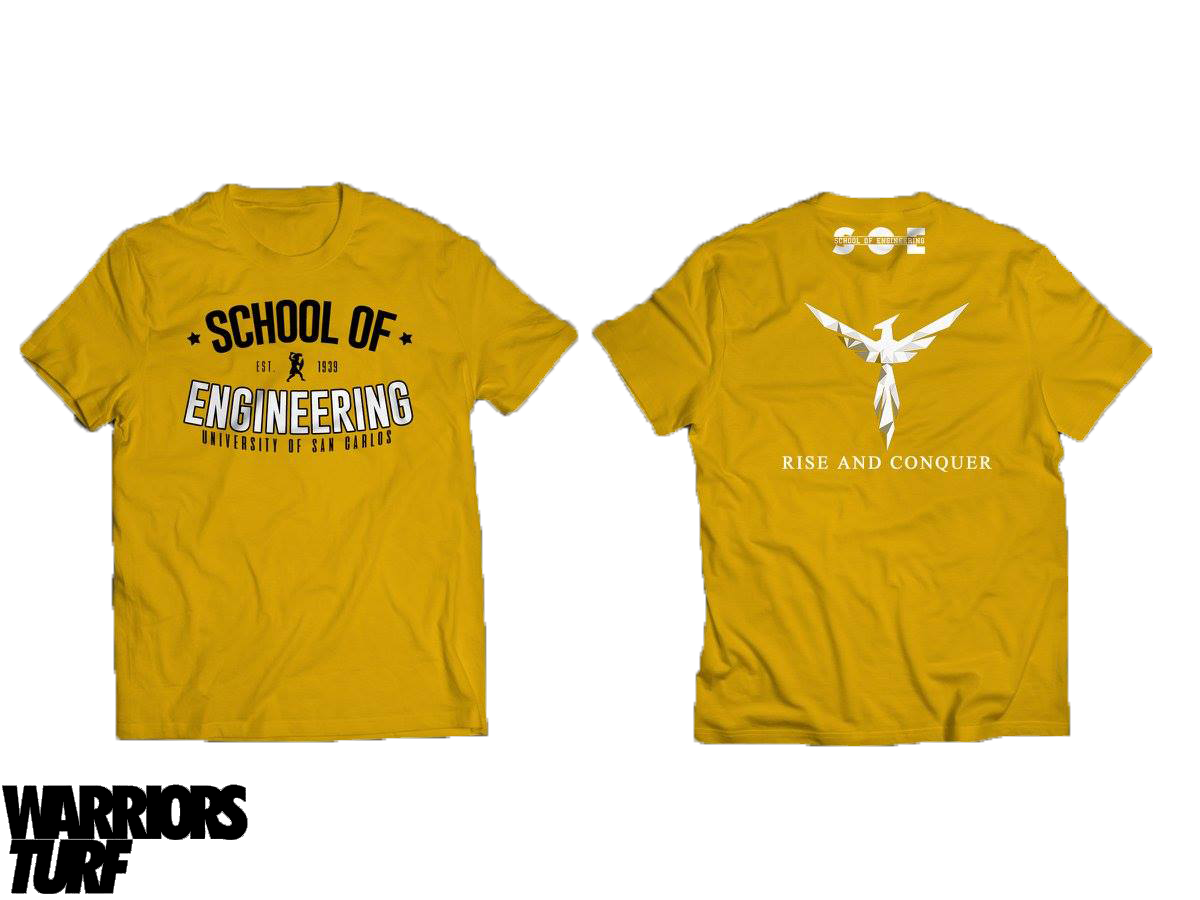 SCHOOL OF
EST. 1939
ENGINEERING
UNIVERSITY OF SAN CARLOS
SOE
SCHOOL OF ENGINEERING
RISE AND CONQUER
WARRIORS
TURF